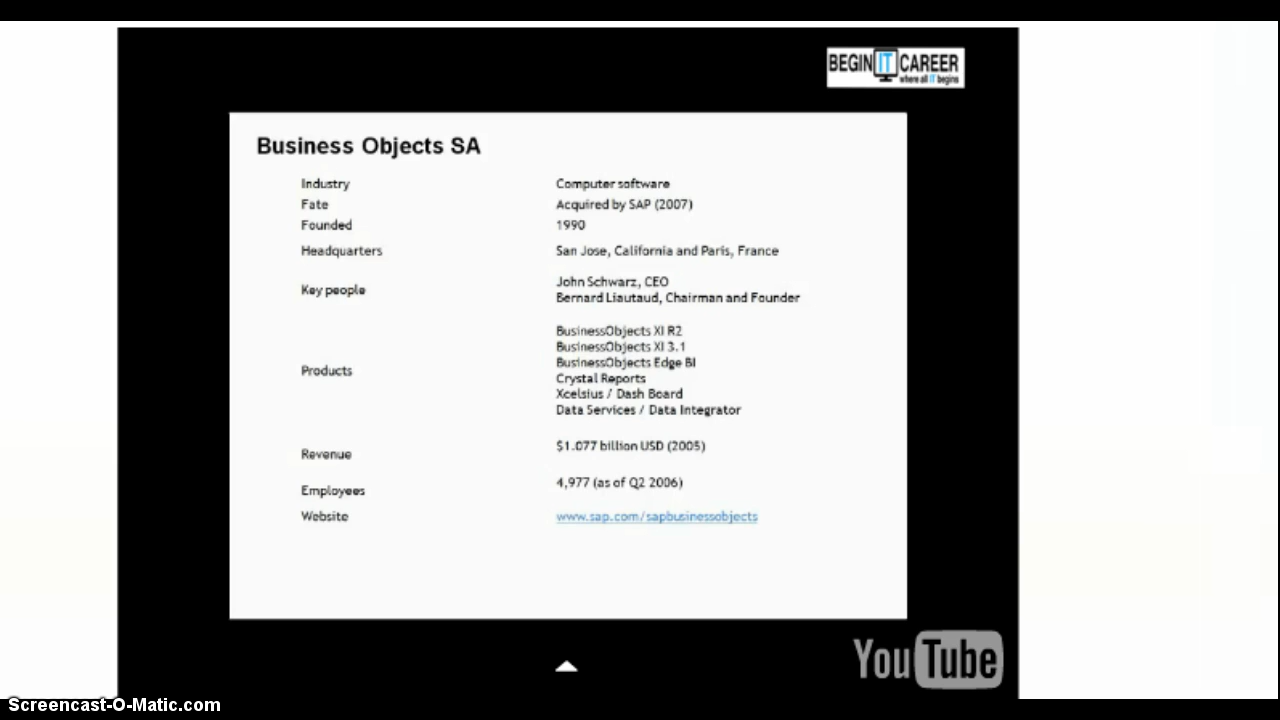 BEGIN IT CAREER
where all IT begins
Business Objects SA
Industry Computer software
Fate Acquired by SAP (2007)
Founded 1990
Headquarters San Jose, California and Paris, France
Key people John Schwarz, CEO
Bernard Liautaud, Chairman and Founder
Products BusinessObjects XI R2
BusinessObjects XI 3.1
BusinessObjects Edge BI
Crystal Reports
Xcelsius / Dash Board
Data Services / Data Integrator
Revenue $1.077 billion USD (2005)
Employees 4,977 (as of Q2 2006)
Website www.sap.com/sapbusinessobjects
YouTube
Screencast-O-Matic.com